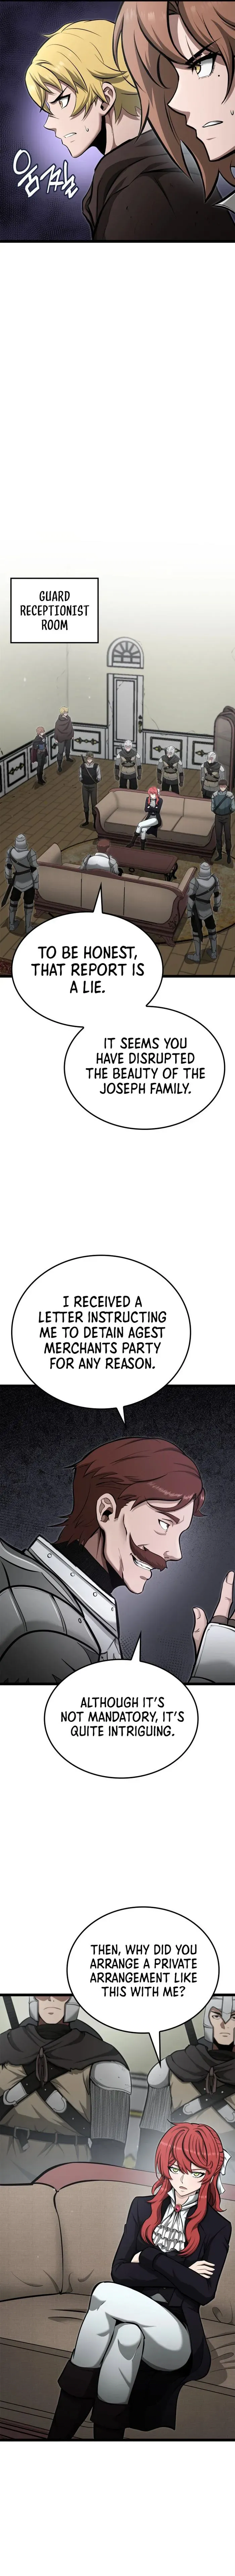 움찔
GUARD
RECEPTIONIST
ROOM
TO BE HONEST,
THAT REPORT IS
A LIE.
IT SEEMS YOU
HAVE DISRUPTED
THE BEAUTY OF THE
JOSEPH FAMILY.
I RECEIVED A
LETTER INSTRUCTING
ME TO DETAIN AGEST
MERCHANTS PARTY
FOR ANY REASON.
ALTHOUGH IT'S
NOT MANDATORY, IT'S
QUITE INTRIGUING.
THEN, WHY DID YOU
ARRANGE A PRIVATE
ARRANGEMENT LIKE
THIS WITH ME?